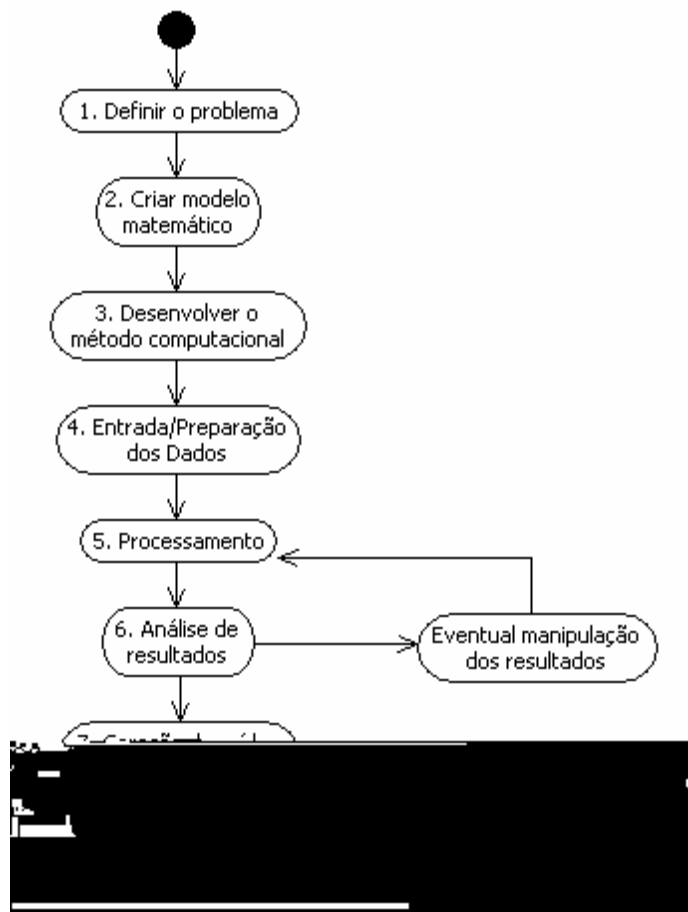 1. Definir o problema
2. Criar modelo
matemático
3. Desenvolver o
método computacional
4. Entrada/Preparação
dos Dados
5. Processamento
6. Análise de
resultados
Eventual manipulação
dos resultados